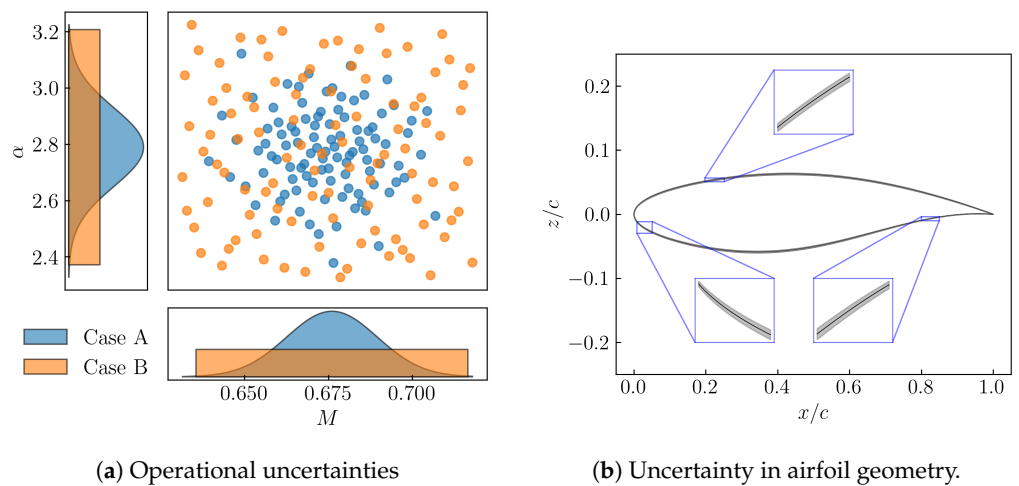 3.2
3.0
2.8
2.6
2.4
α
Case A
Case B
0.650 0.675 0.700
M
(a) Operational uncertainties
0.2
0.1
0.0
−0.1
−0.2
z/c
0.0 0.2 0.4 0.6 0.8 1.0
x/c
(b) Uncertainty in airfoil geometry.